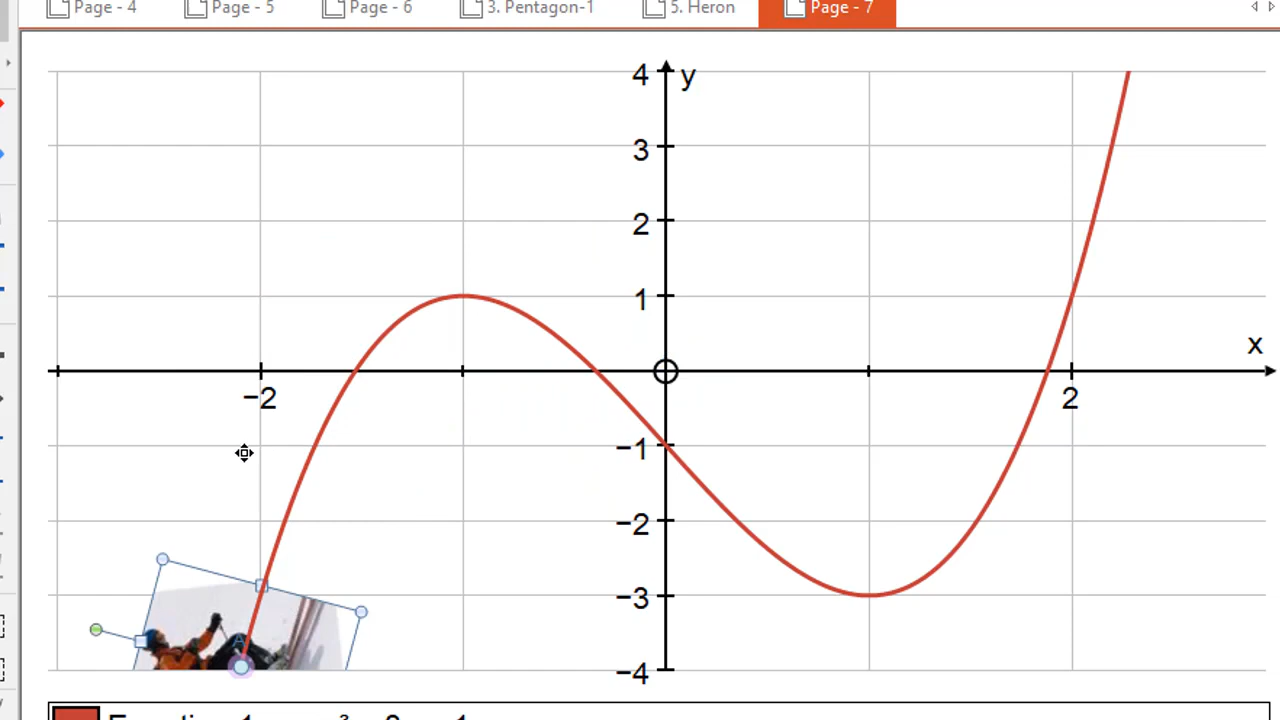 Page - 4
Page - 5
Page - 6
3. Pentagon-1
5. Heron
Page - 7
4
y
3
2
1
x
−2
2
−1
−2
−3
−4